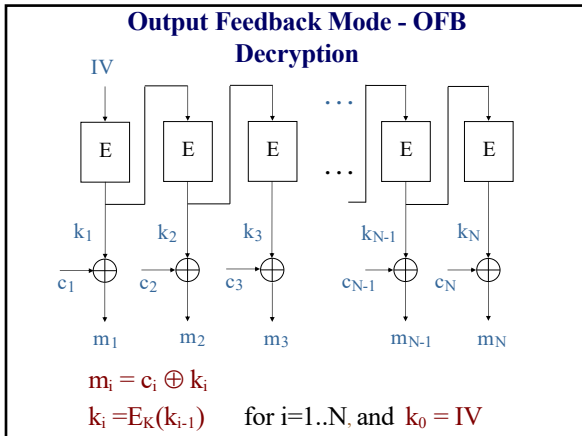 Output Feedback Mode - OFB
Decryption
IV
...
E E E E E
...
k₁ k₂ k₃ kN-1 kN
c₁ c₂ c₃ cN-1 cN
m₁ m₂ m₃ mN-1 mN
mᵢ = cᵢ ⊕ kᵢ
kᵢ =EK(kᵢ₋₁) for i=1..N, and k₀ = IV